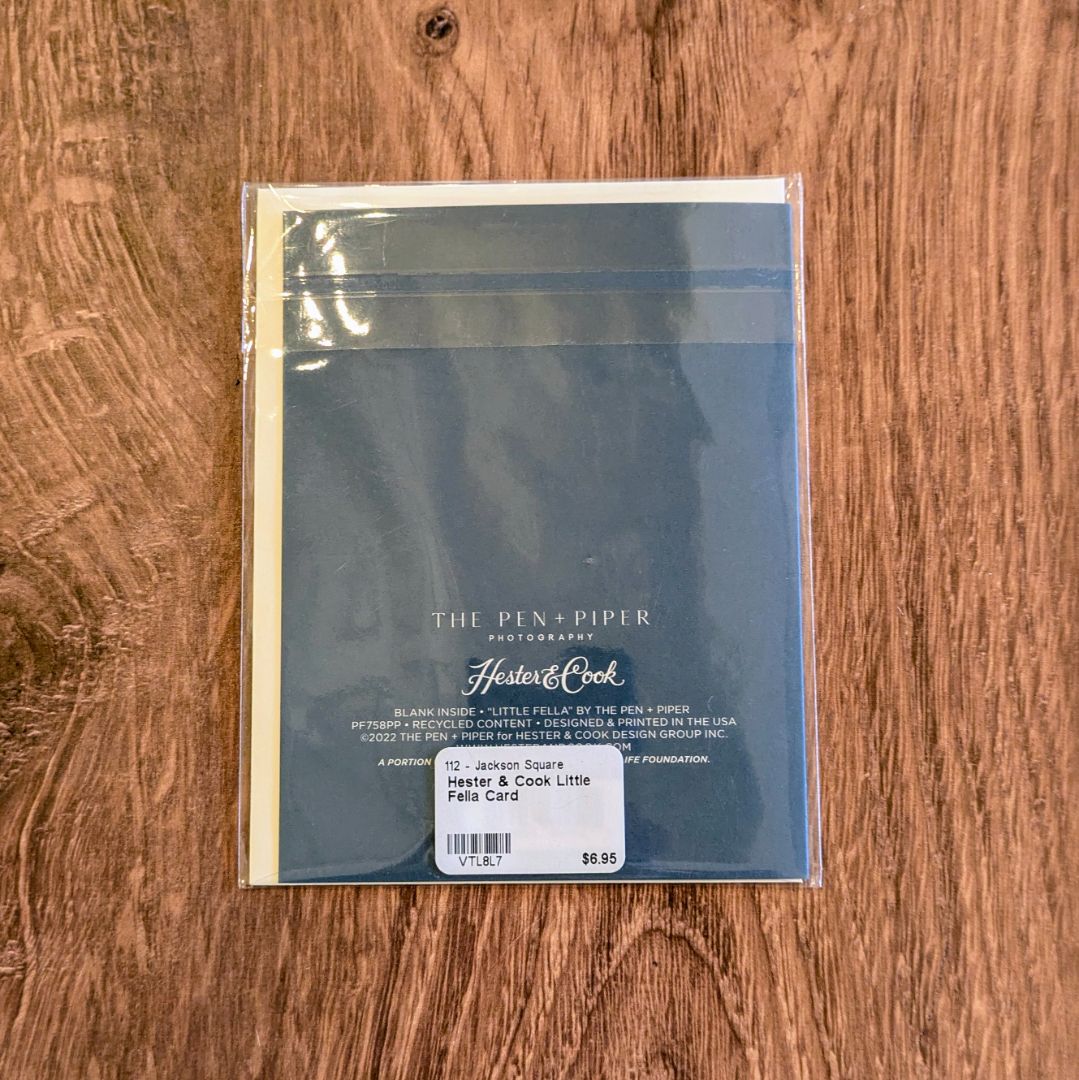 THE PEN + PIPER
PHOTOGRAPHY
Hester & Cook
BLANK INSIDE • "LITTLE FELLA" BY THE PEN + PIPER
PF758PP • RECYCLED CONTENT • DESIGNED & PRINTED IN THE USA
©2022 THE PEN + PIPER for HESTER & COOK DESIGN GROUP INC.
A PORTION LIFE FOUNDATION.
112 - Jackson Square
Hester & Cook Little
Fella Card
VTL8L7
$6.95